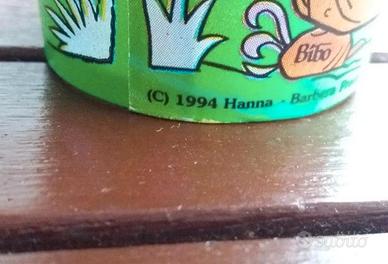 Bibo
(C) 1994 Hanna - Barbera
subito